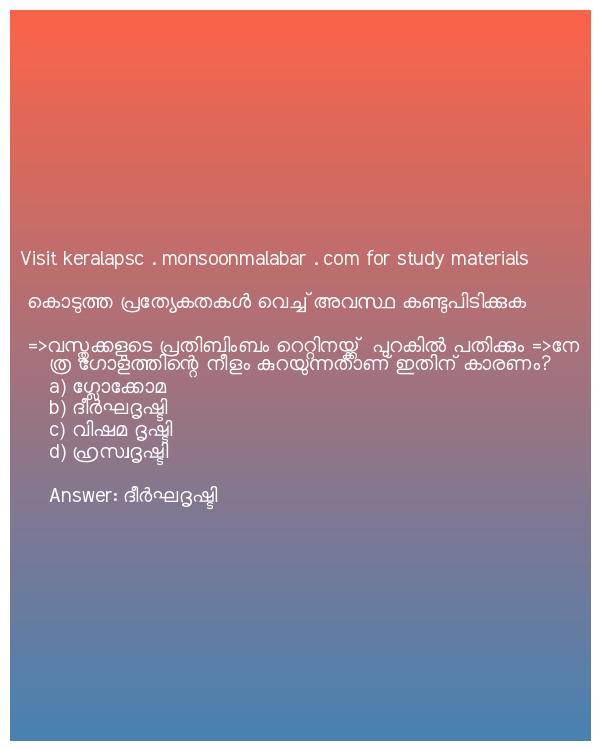 Visit keralapsc . monsoonmalabar . com for study materials
കൊടുത്ത പ്രത്യേകതകൾ വെച്ച് അവസ്ഥ കണ്ടുപിടിക്കുക
=>വസ്തുക്കളുടെ പ്രതിബിംബം റെറ്റിനയ്ക്ക് പുറകിൽ പതിക്കും =>നേ
ത്ര ഗോളത്തിന്റെ നീളം കുറയുന്നതാണ് ഇതിന് കാരണം?
a) ഗ്ലോക്കോമ
b) ദീർഘദൃഷ്ടി
c) വിഷമ ദൃഷ്ടി
d) ഹ്രസ്വദൃഷ്ടി
Answer: ദീർഘദൃഷ്ടി